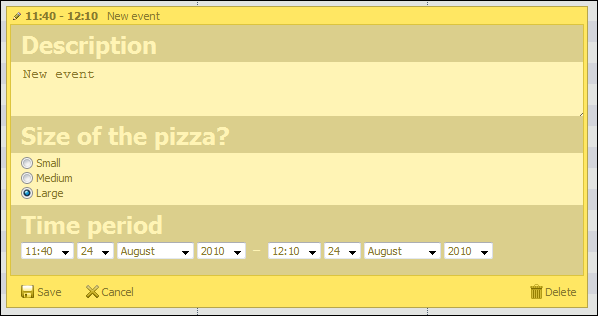 11:40 - 12:10 New event
Description
New event
Size of the pizza?
Small
Medium
Large
Time period
11:40 24 August 2010 – 12:10 24 August 2010
Save Cancel Delete